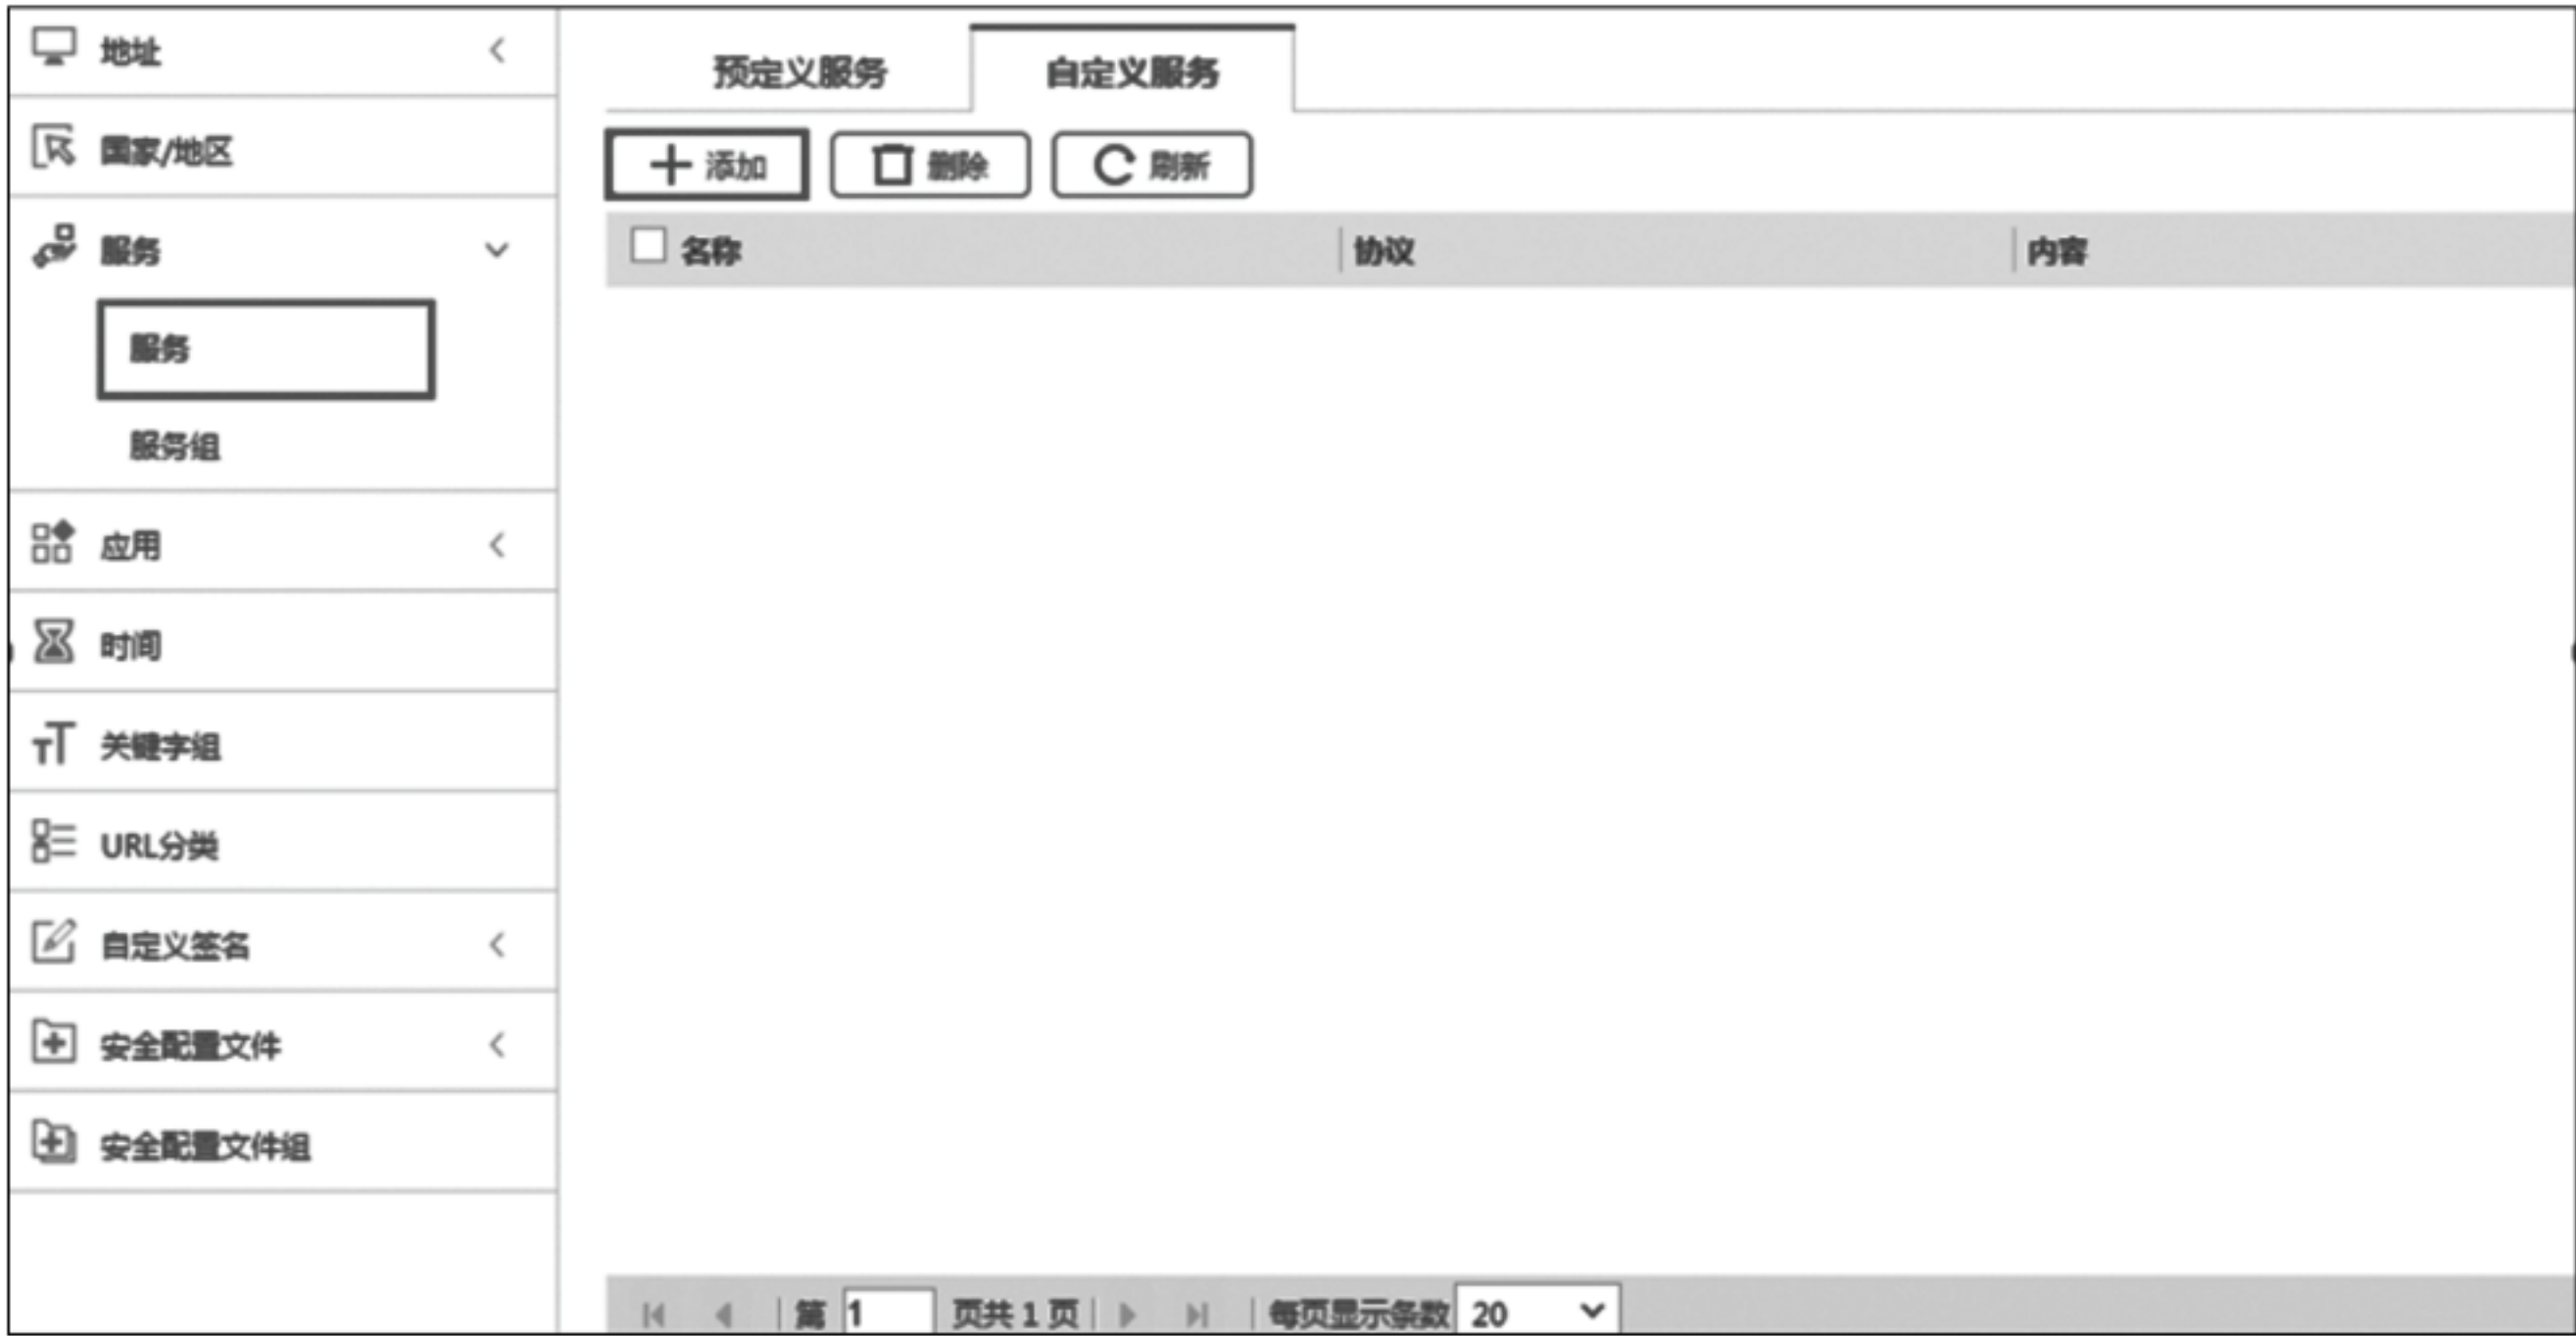 地址
国家/地区
服务
服务
服务组
应用
时间
关键字组
URL分类
自定义签名
安全配置文件
安全配置文件组
预定义服务 自定义服务
添加 删除 刷新
名称 协议 内容
第 1 页共 1 页 每页显示条数 20